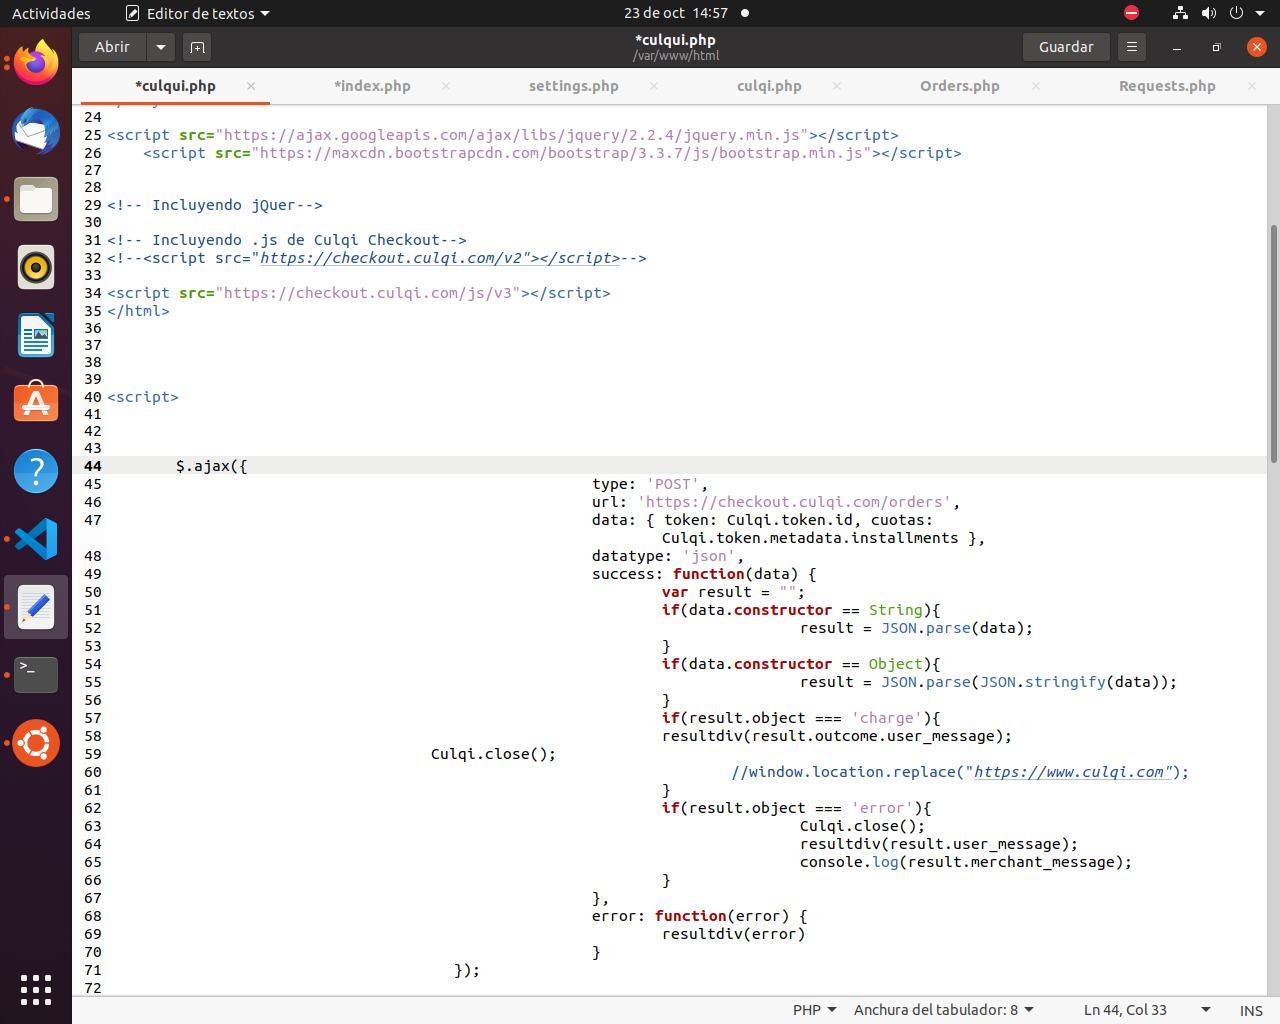 Actividades
Editor de textos
23 de oct 14:57
Abrir
*culqui.php
/var/www/html
Guardar
*culqui.php
*index.php
settings.php
culqi.php
Orders.php
Requests.php
24
25 <script src="https://ajax.googleapis.com/ajax/libs/jquery/2.2.4/jquery.min.js"></script>
26     <script src="https://maxcdn.bootstrapcdn.com/bootstrap/3.3.7/js/bootstrap.min.js"></script>
27
28
29 <!-- Incluyendo jQuer-->
30
31 <!-- Incluyendo .js de Culqi Checkout-->
32 <!--<script src="https://checkout.culqi.com/v2"></script>-->
33
34 <script src="https://checkout.culqi.com/js/v3"></script>
35 </html>
36
37
38
39
40 <script>
41
42
43
44 $.ajax({
45 type: 'POST',
46 url: 'https://checkout.culqi.com/orders',
47 data: { token: Culqi.token.id, cuotas:
Culqi.token.metadata.installments },
48 datatype: 'json',
49 success: function(data) {
50 var result = "";
51 if(data.constructor == String){
52 result = JSON.parse(data);
53 }
54 if(data.constructor == Object){
55 result = JSON.parse(JSON.stringify(data));
56 }
57 if(result.object === 'charge'){
58 resultdiv(result.outcome.user_message);
59 Culqi.close();
60 //window.location.replace("https://www.culqi.com");
61 }
62 if(result.object === 'error'){
63 Culqi.close();
64 resultdiv(result.user_message);
65 console.log(result.merchant_message);
66 }
67 },
68 error: function(error) {
69 resultdiv(error)
70 }
71 });
72
PHP
Anchura del tabulador: 8
Ln 44, Col 33
INS